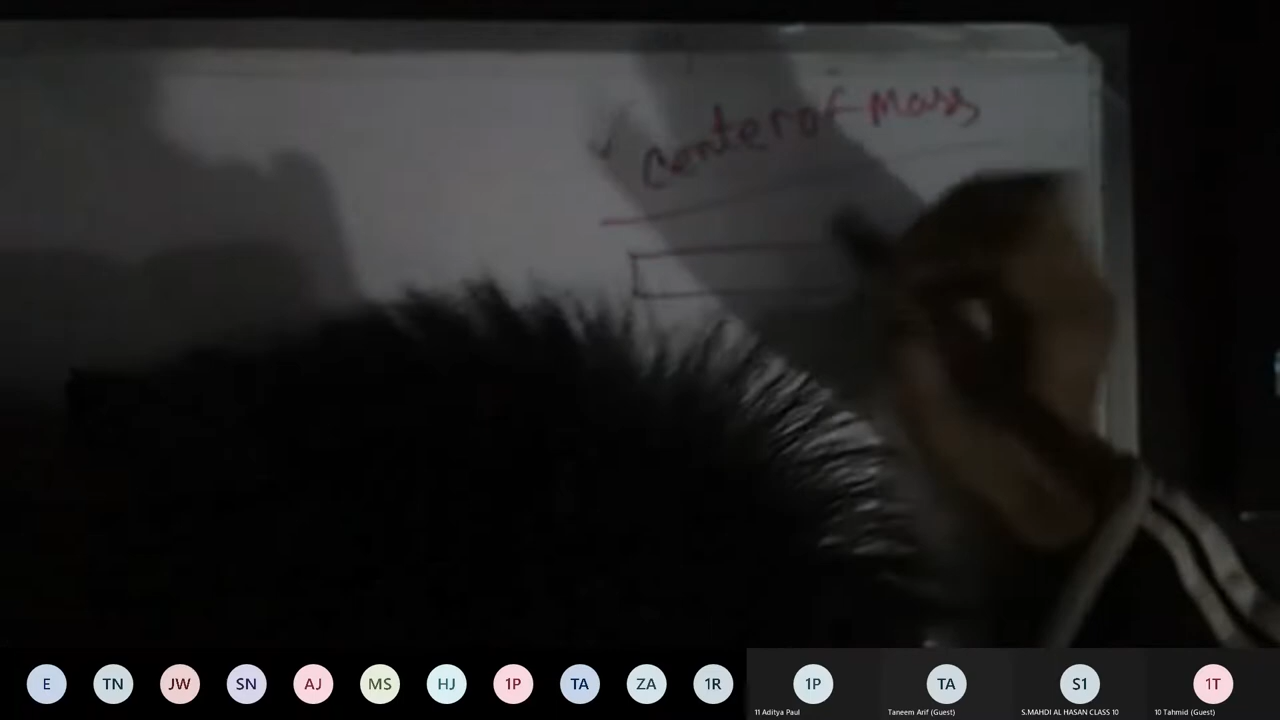 center of Mass
E TN JW SN AJ MS HJ 1P TA ZA 1R 1P TA S1 1T
11 Aditya Paul Taneem Arif (Guest) S.MAHDI AL HASAN CLASS 10 10 Tahmid (Guest)